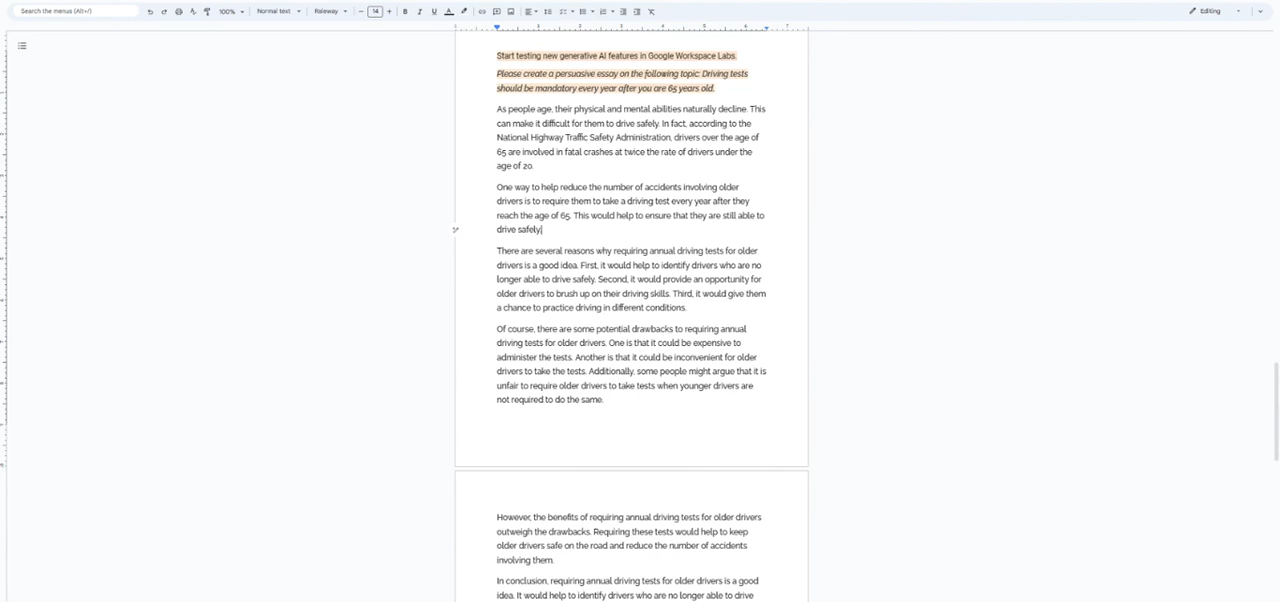 Search the menus (Alt+/)
100%
Normal text
Raleway
14
B
I
U
A
Editing
1
2
3
4
5
6
7
Start testing new generative AI features in Google Workspace Labs.
Please create a persuasive essay on the following topic: Driving tests
should be mandatory every year after you are 65 years old.
As people age, their physical and mental abilities naturally decline. This
can make it difficult for them to drive safely. In fact, according to the
National Highway Traffic Safety Administration, drivers over the age of
65 are involved in fatal crashes at twice the rate of drivers under the
age of 20.
One way to help reduce the number of accidents involving older
drivers is to require them to take a driving test every year after they
reach the age of 65. This would help to ensure that they are still able to
drive safely
There are several reasons why requiring annual driving tests for older
drivers is a good idea. First, it would help to identify drivers who are no
longer able to drive safely. Second, it would provide an opportunity for
older drivers to brush up on their driving skills. Third, it would give them
a chance to practice driving in different conditions.
Of course, there are some potential drawbacks to requiring annual
driving tests for older drivers. One is that it could be expensive to
administer the tests. Another is that it could be inconvenient for older
drivers to take the tests. Additionally, some people might argue that it is
unfair to require older drivers to take tests when younger drivers are
not required to do the same.
However, the benefits of requiring annual driving tests for older drivers
outweigh the drawbacks. Requiring these tests would help to keep
older drivers safe on the road and reduce the number of accidents
involving them.
In conclusion, requiring annual driving tests for older drivers is a good
idea. It would help to identify drivers who are no longer able to drive